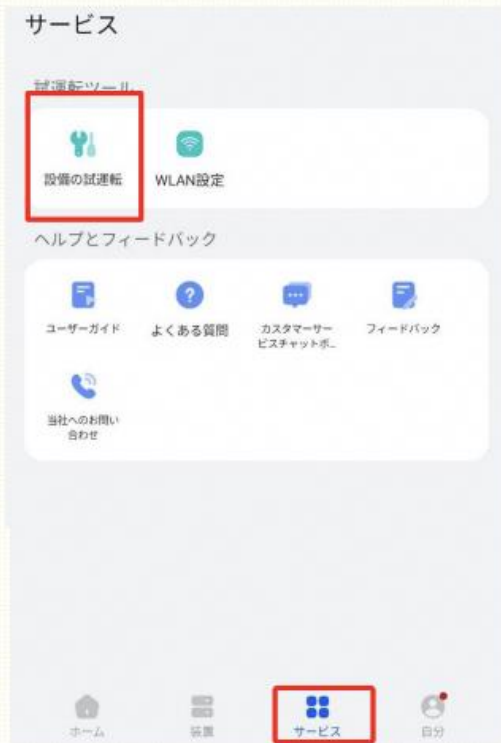 サービス
試運転ツール
設備の試運転
WLAN設定
ヘルプとフィードバック
ユーザーガイド
よくある質問
カスタマーサー
ビスチャットボ...
フィードバック
当社へのお問い
合わせ
ホーム
装置
サービス
自分